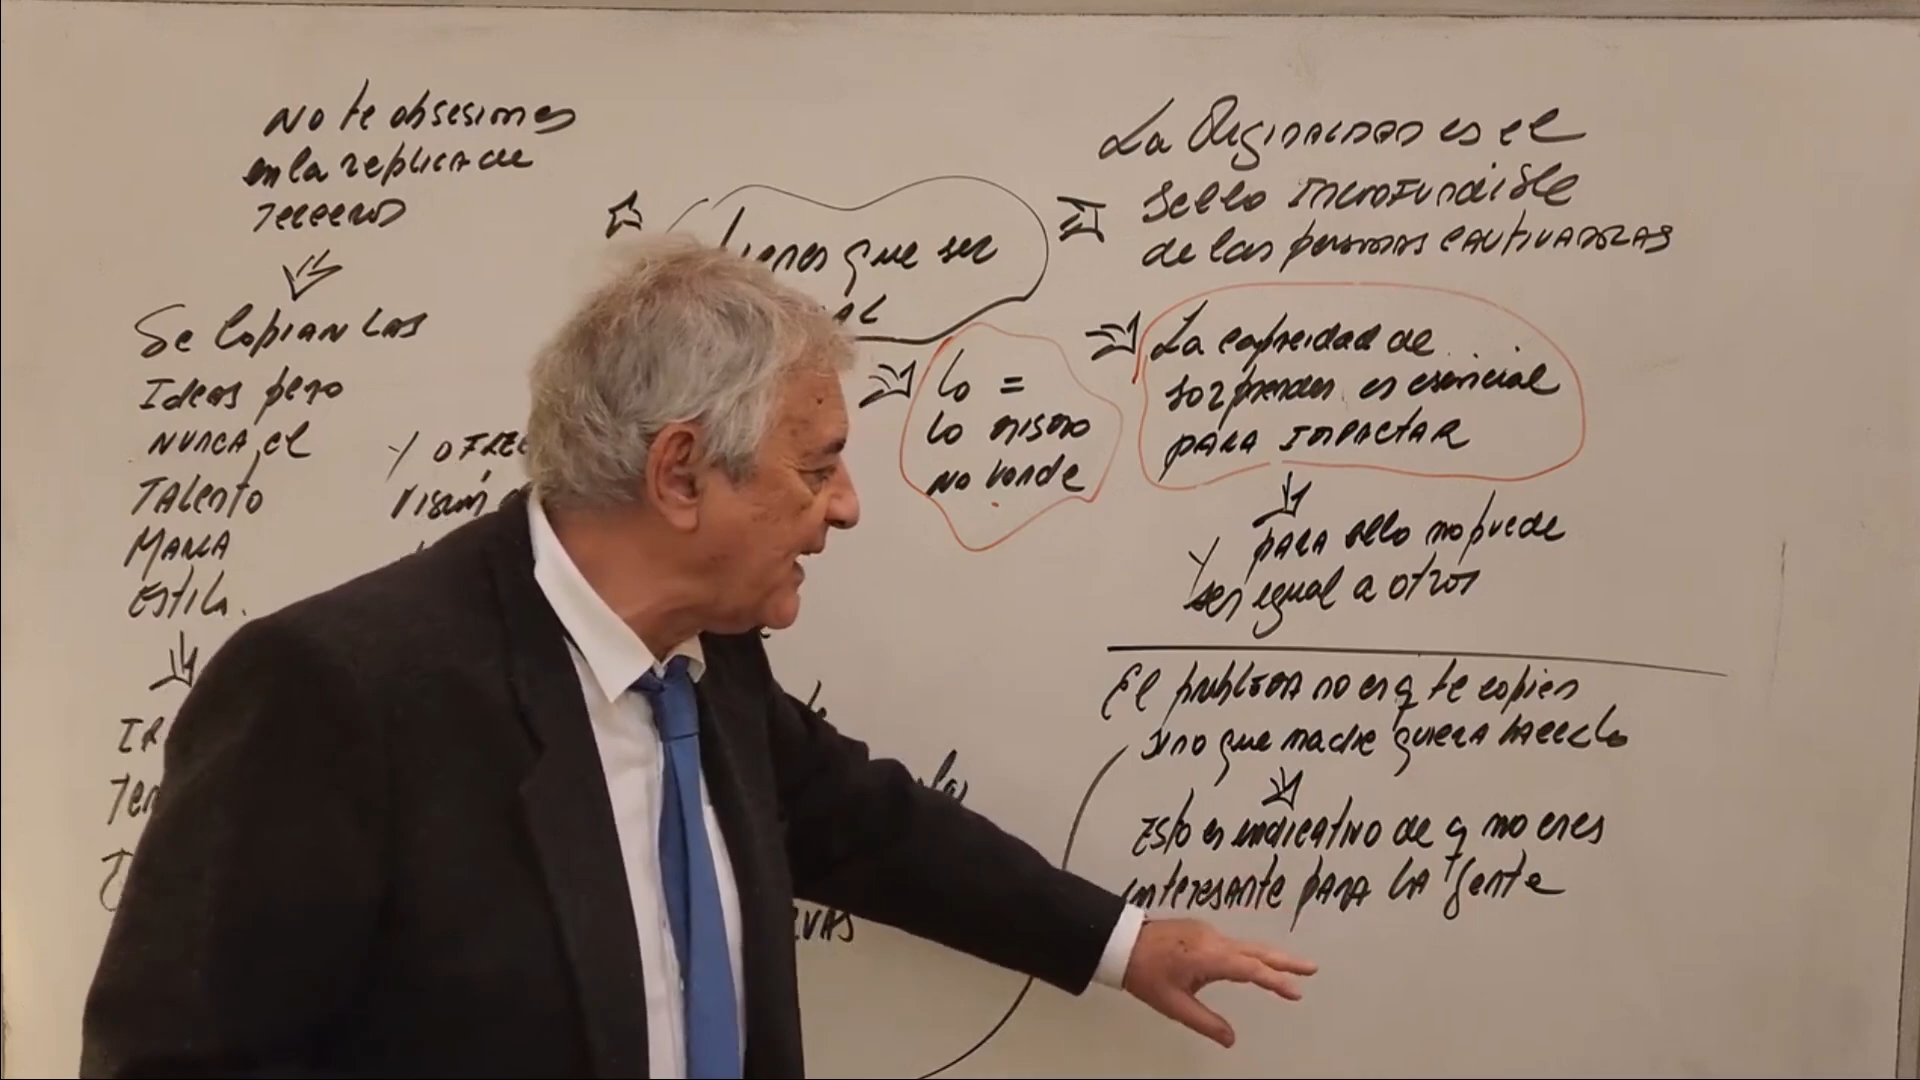 No te obsesiones
en la replica de
Terceros
Se copian las
Ideas pero
nunca el
Talento
Marca
Estilo.
Y
Visión
que ser
La Originalidad es el
sello inconfundible
de las personas cautivadoras
Lo =
Lo mismo
no vende
La capacidad de
sorprender es esencial
para impactar
Y para ello no puede
ser igual a otros
El problema no es q te copien
sino que nadie quiera hacerlo
Esto es indicativo de q no eres
interesante para la gente